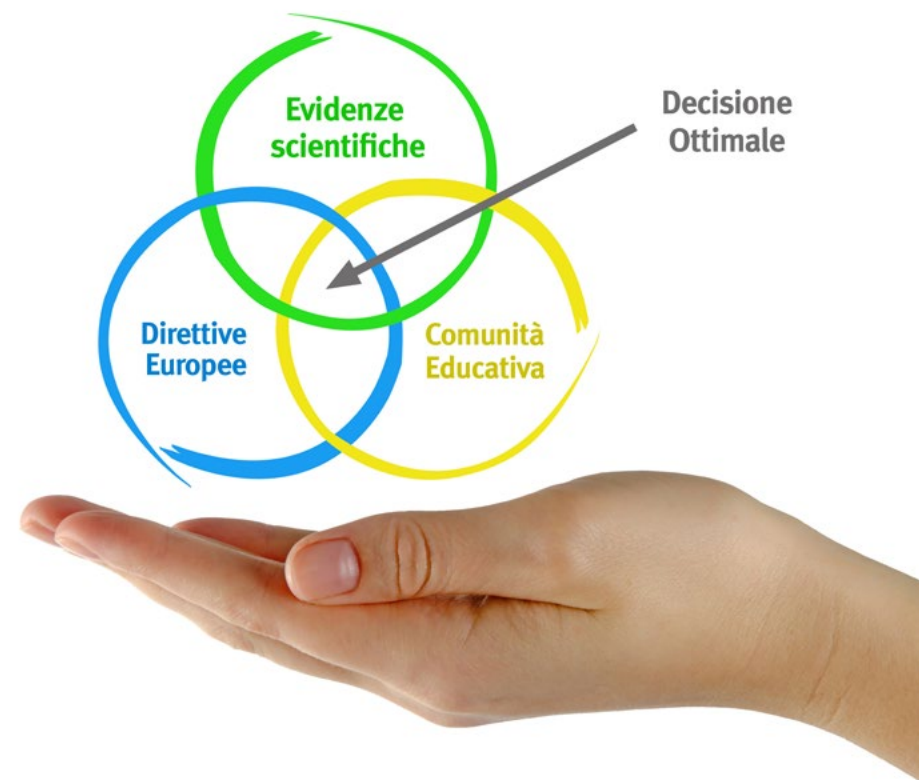 Evidenze
scientifiche
Decisione
Ottimale
Direttive
Europee
Comunità
Educativa